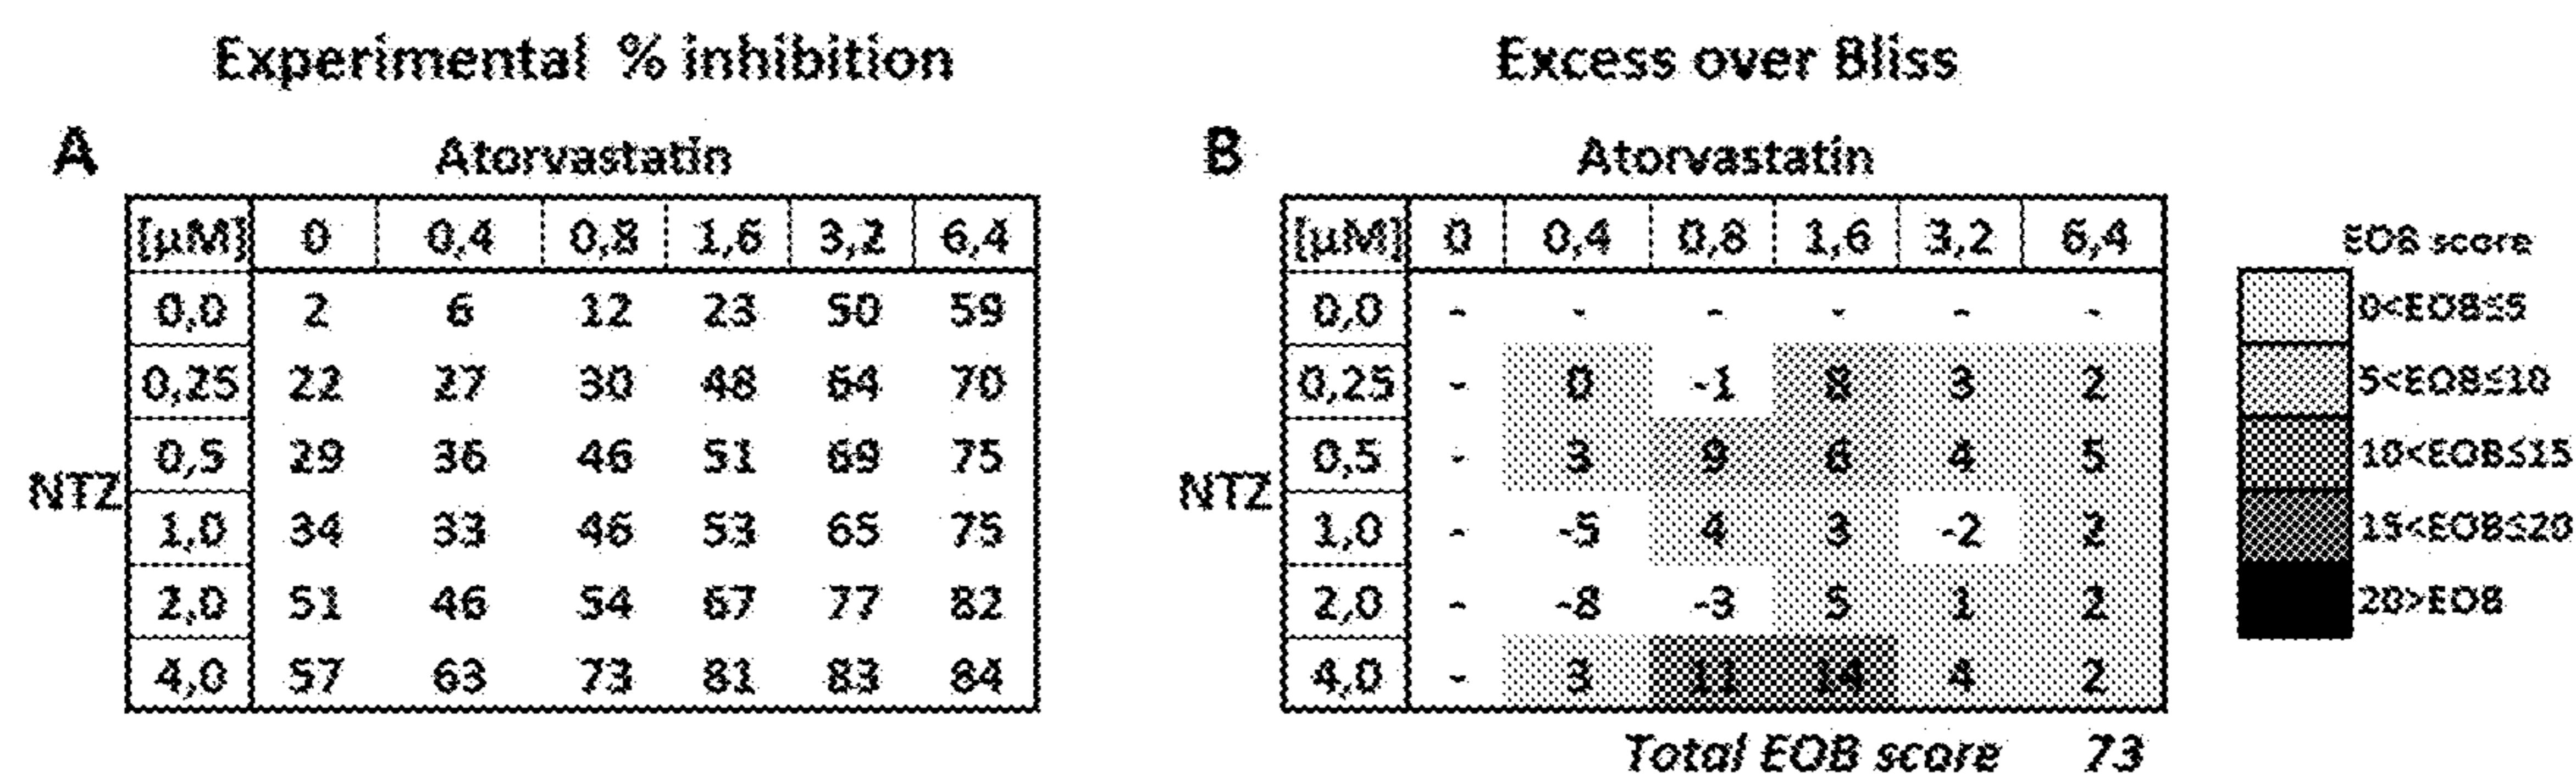 Experimental % inhibition
A
Atorvastatin
[µM] 0 0,4 0,8 1,6 3,2 6,4
0,0 2 6 12 23 50 59
0,25 22 27 30 48 64 70
0,5 29 36 46 51 69 75
NTZ
1,0 34 33 46 53 65 75
2,0 51 46 54 67 77 82
4,0 57 63 73 81 83 84
Excess over Bliss
B
Atorvastatin
[µM] 0 0,4 0,8 1,6 3,2 6,4
0,0 - - - - - -
0,25 - 0 -1 8 3 2
0,5 - 3 9 6 4 5
NTZ
1,0 - -5 4 3 -2 2
2,0 - -8 -3 5 1 2
4,0 - 3 11 14 4 2
Total EOB score 73
EOB score
0<EOB≤5
5<EOB≤10
10<EOB≤15
15<EOB≤20
20>EOB